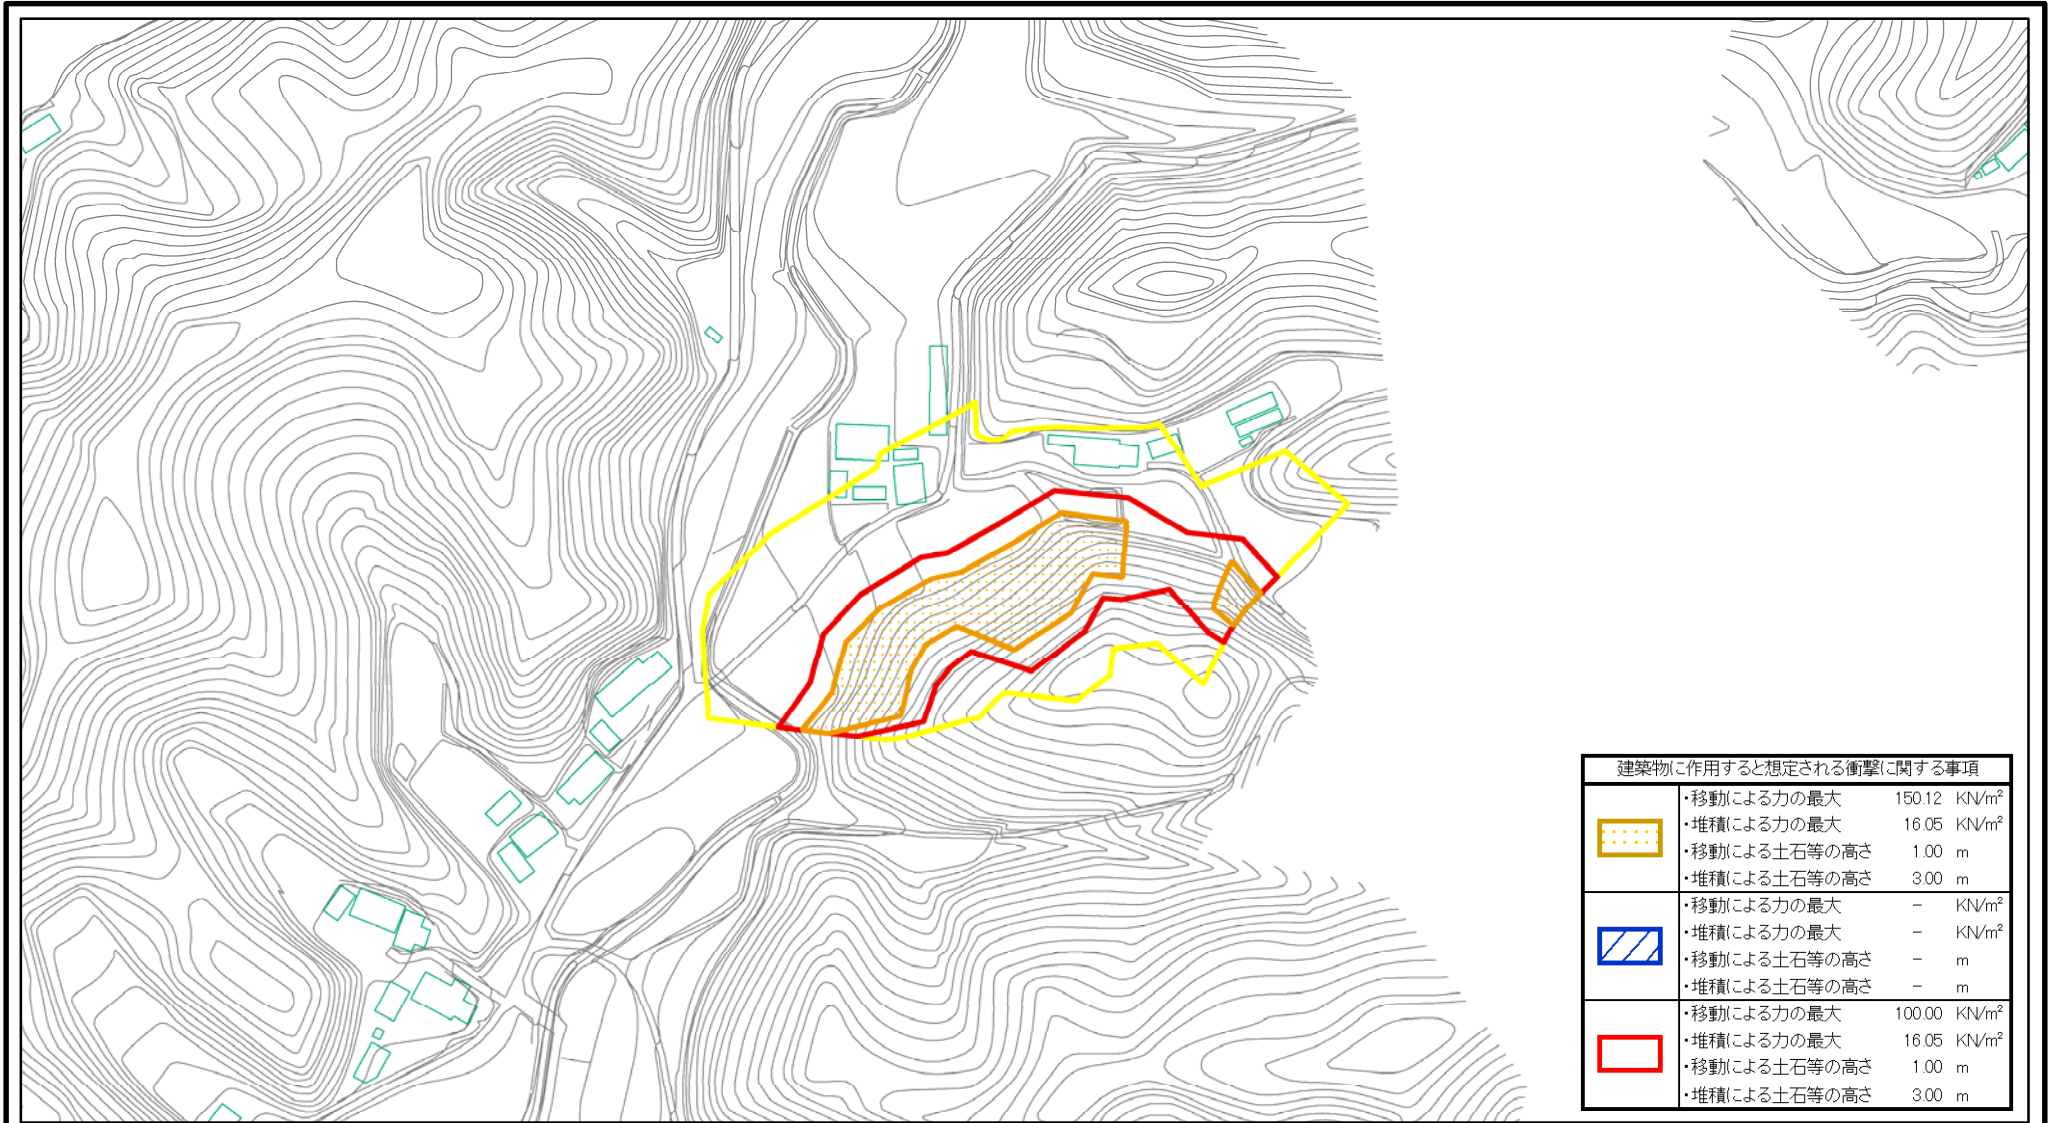 建築物に作用すると想定される衝撃に関する事項
・移動による力の最大 150.12 KN/m²
・堆積による力の最大 16.05 KN/m²
・移動による土石等の高さ 1.00 m
・堆積による土石等の高さ 3.00 m
・移動による力の最大 - KN/m²
・堆積による力の最大 - KN/m²
・移動による土石等の高さ - m
・堆積による土石等の高さ - m
・移動による力の最大 100.00 KN/m²
・堆積による力の最大 16.05 KN/m²
・移動による土石等の高さ 1.00 m
・堆積による土石等の高さ 3.00 m